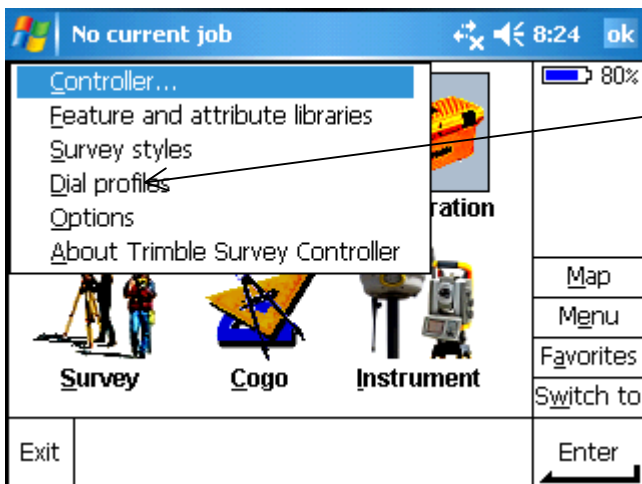 No current job 8:24 ok
Controller...
Feature and attribute libraries
Survey styles
Dial profiles
Options
About Trimble Survey Controller
80%
ration
Map
Menu
Favorites
Switch to
Survey Cogo Instrument
Exit Enter